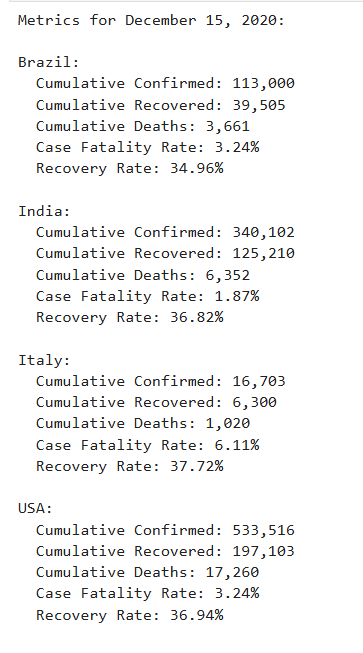 Metrics for December 15, 2020:
Brazil:
Cumulative Confirmed: 113,000
Cumulative Recovered: 39,505
Cumulative Deaths: 3,661
Case Fatality Rate: 3.24%
Recovery Rate: 34.96%
India:
Cumulative Confirmed: 340,102
Cumulative Recovered: 125,210
Cumulative Deaths: 6,352
Case Fatality Rate: 1.87%
Recovery Rate: 36.82%
Italy:
Cumulative Confirmed: 16,703
Cumulative Recovered: 6,300
Cumulative Deaths: 1,020
Case Fatality Rate: 6.11%
Recovery Rate: 37.72%
USA:
Cumulative Confirmed: 533,516
Cumulative Recovered: 197,103
Cumulative Deaths: 17,260
Case Fatality Rate: 3.24%
Recovery Rate: 36.94%